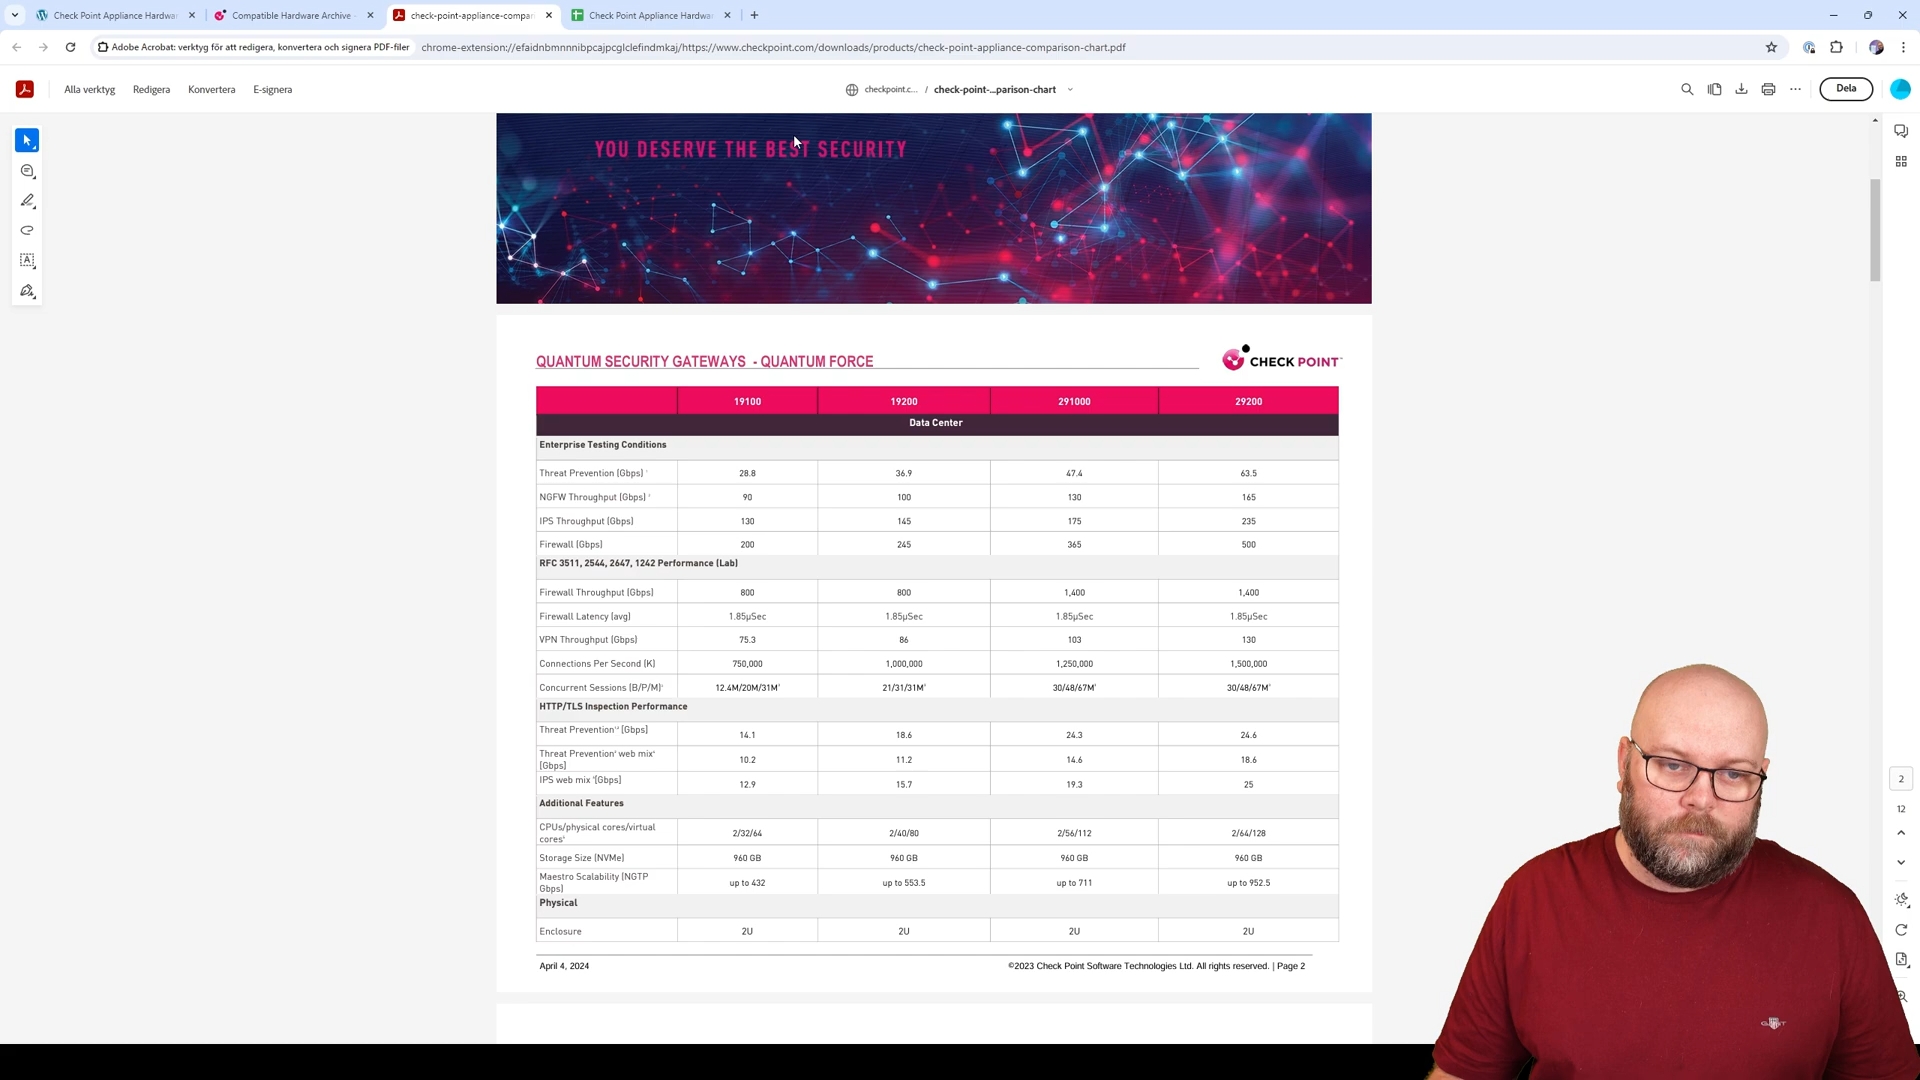 Check Point Appliance Hardwar
Compatible Hardware Archive -
check-point-appliance-compar
Check Point Appliance Hardwar
Adobe Acrobat: verktyg för att redigera, konvertera och signera PDF-filer
chrome-extension://efaidnbmnnnibpcajpcglclefindmkaj/https://www.checkpoint.com/downloads/products/check-point-appliance-comparison-chart.pdf
Alla verktyg Redigera Konvertera E-signera
checkpoint.c... / check-point-...parison-chart
Dela
YOU DESERVE THE BEST SECURITY
QUANTUM SECURITY GATEWAYS - QUANTUM FORCE
CHECK POINT
19100 19200 291000 29200
Data Center
Enterprise Testing Conditions
Threat Prevention (Gbps) 28.8 36.9 47.4 63.5
NGFW Throughput (Gbps) 90 100 130 165
IPS Throughput (Gbps) 130 145 175 235
Firewall (Gbps) 200 245 365 500
RFC 3511, 2544, 2647, 1242 Performance (Lab)
Firewall Throughput (Gbps) 800 800 1,400 1,400
Firewall Latency (avg) 1.85μSec 1.85μSec 1.85μSec 1.85μSec
VPN Throughput (Gbps) 75.3 86 103 130
Connections Per Second (K) 750,000 1,000,000 1,250,000 1,500,000
Concurrent Sessions (B/P/M) 12.4M/20M/31M 21/31/31M 30/48/67M 30/48/67M
HTTP/TLS Inspection Performance
Threat Prevention [Gbps] 14.1 18.6 24.3 24.6
Threat Prevention web mix
[Gbps] 10.2 11.2 14.6 18.6
IPS web mix [Gbps] 12.9 15.7 19.3 25
Additional Features
CPUs/physical cores/virtual
cores 2/32/64 2/40/80 2/56/112 2/64/128
Storage Size (NVMe) 960 GB 960 GB 960 GB 960 GB
Maestro Scalability (NGTP
Gbps) up to 432 up to 553.5 up to 711 up to 952.5
Physical
Enclosure 2U 2U 2U 2U
April 4, 2024
©2023 Check Point Software Technologies Ltd. All rights reserved. | Page 2
2
12